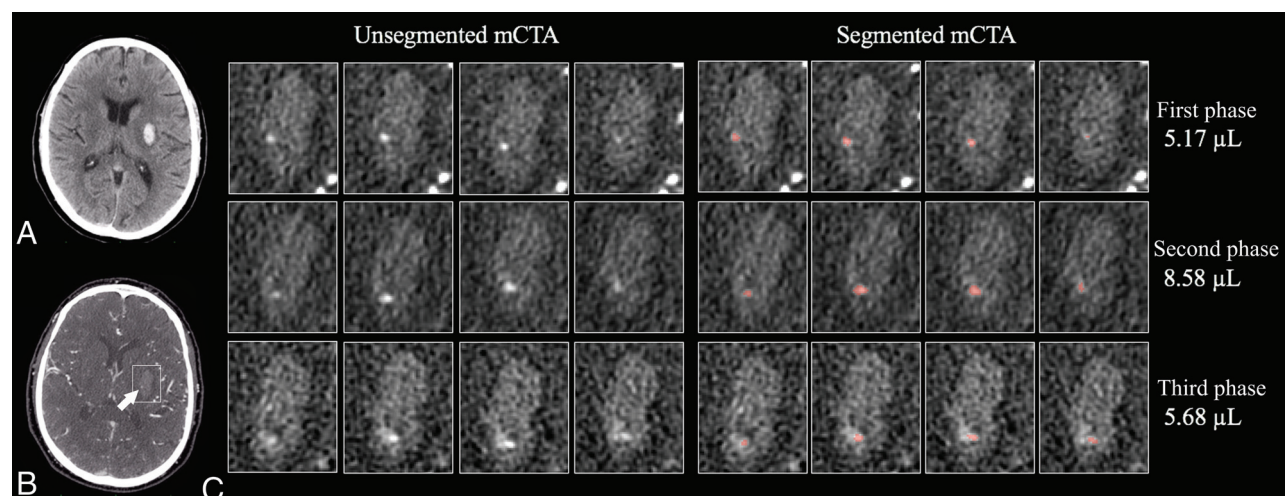 Unsegmented mCTA
Segmented mCTA
First phase
5.17 µL
A
Second phase
8.58 µL
Third phase
5.68 µL
B
C